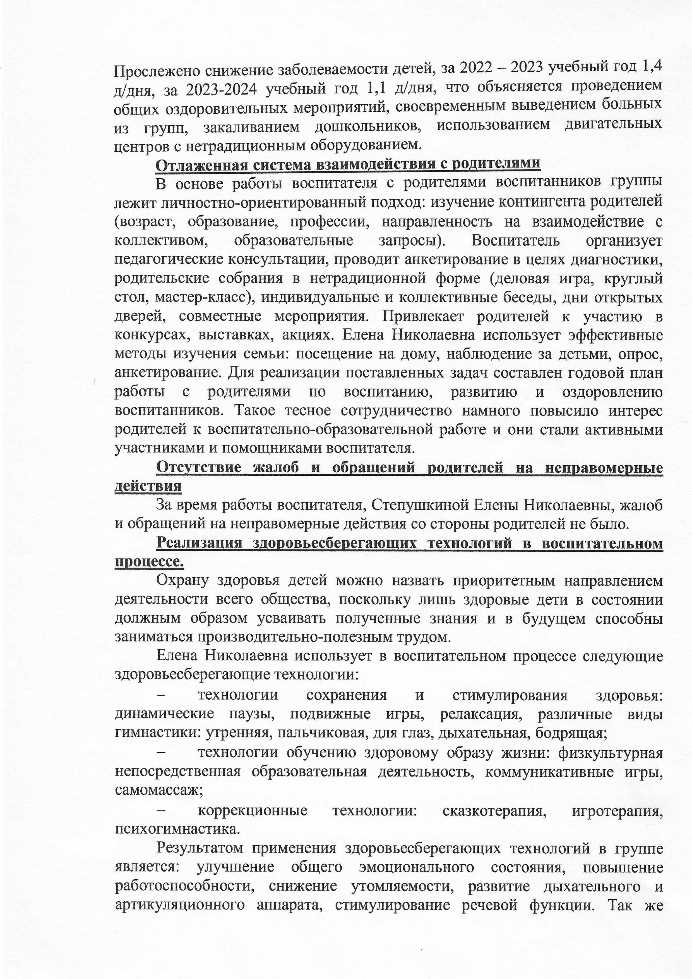 Прослежено снижение заболеваемости детей, за 2022 – 2023 учебный год 1,4
д/дня, за 2023-2024 учебный год 1,1 д/дня, что объясняется проведением
общих оздоровительных мероприятий, своевременным выведением больных
из групп, закаливанием дошкольников, использованием двигательных
центров с нетрадиционным оборудованием.
Отлаженная система взаимодействия с родителями
В основе работы воспитателя с родителями воспитанников группы
лежит личностно-ориентированный подход: изучение контингента родителей
(возраст, образование, профессии, направленность на взаимодействие с
коллективом, образовательные запросы). Воспитатель организует
педагогические консультации, проводит анкетирование в целях диагностики,
родительские собрания в нетрадиционной форме (деловая игра, круглый
стол, мастер-класс), индивидуальные и коллективные беседы, дни открытых
дверей, совместные мероприятия. Привлекает родителей к участию в
конкурсах, выставках, акциях. Елена Николаевна использует эффективные
методы изучения семьи: посещение на дому, наблюдение за детьми, опрос,
анкетирование. Для реализации поставленных задач составлен годовой план
работы с родителями по воспитанию, развитию и оздоровлению
воспитанников. Такое тесное сотрудничество намного повысило интерес
родителей к воспитательно-образовательной работе и они стали активными
участниками и помощниками воспитателя.
Отсутствие жалоб и обращений родителей на неправомерные
действия
За время работы воспитателя, Степушкиной Елены Николаевны, жалоб
и обращений на неправомерные действия со стороны родителей не было.
Реализация здоровьесберегающих технологий в воспитательном
процессе.
Охрану здоровья детей можно назвать приоритетным направлением
деятельности всего общества, поскольку лишь здоровые дети в состоянии
должным образом усваивать полученные знания и в будущем способны
заниматься производительно-полезным трудом.
Елена Николаевна использует в воспитательном процессе следующие
здоровьесберегающие технологии:
– технологии сохранения и стимулирования здоровья:
динамические паузы, подвижные игры, релаксация, различные виды
гимнастики: утренняя, пальчиковая, для глаз, дыхательная, бодрящая;
– технологии обучению здоровому образу жизни: физкультурная
непосредственная образовательная деятельность, коммуникативные игры,
самомассаж;
– коррекционные технологии: сказкотерапия, игротерапия,
психогимнастика.
Результатом применения здоровьесберегающих технологий в группе
является: улучшение общего эмоционального состояния, повышение
работоспособности, снижение утомляемости, развитие дыхательного и
артикуляционного аппарата, стимулирование речевой функции. Так же